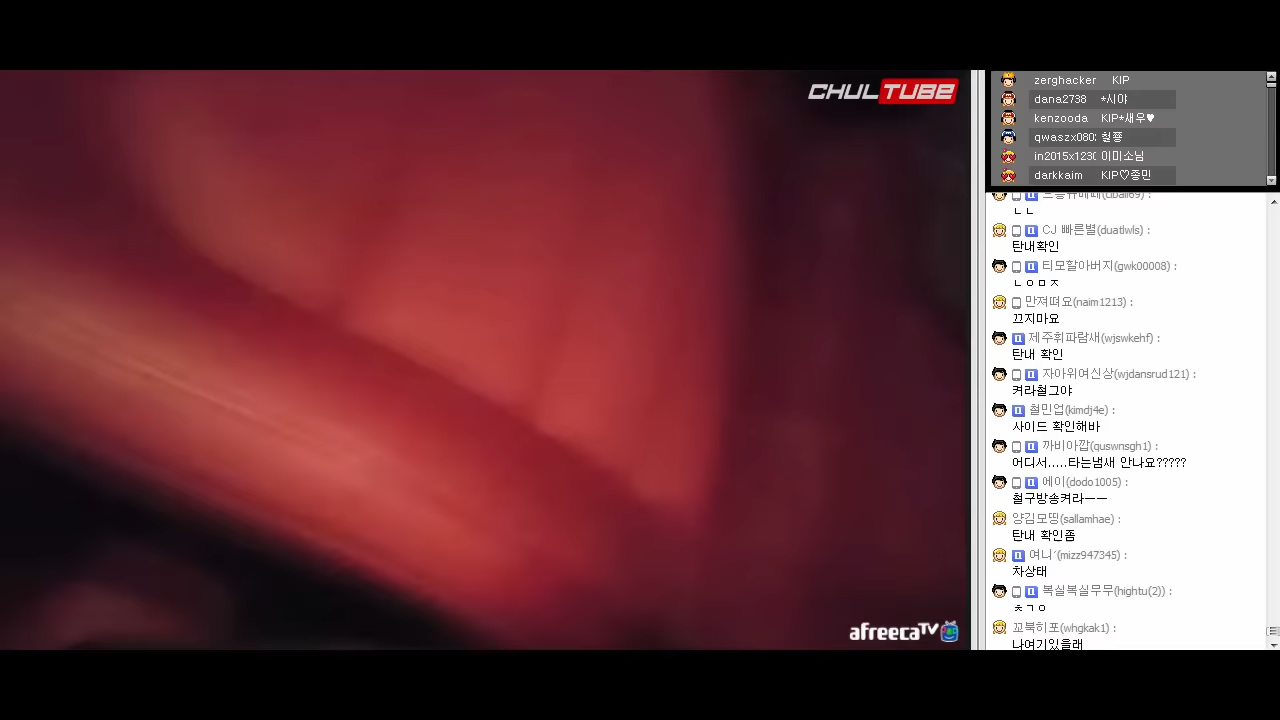 CHULTUBE
zerghacker KIP
dana2738 *시야
kenzooda KIP*새우♥
qwaszx080 철뿅
in2015x1230 이미소님
darkkaim KIP♡종민
ㄴㄴ
CJ 빠른별(duatlwls) :
탄내확인
티모할아버지(gwk00008) :
ㄴㅇㅁㅈ
만져떠요(naim1213) :
끄지마요
제주휘파람새(wjswkehf) :
탄내 확인
자아위여신상(wjdansrud121) :
켜라철그야
철민업(kimdj4e) :
사이드 확인해바
까비아깝(quswnsgh1) :
어디서.....타는냄새 안나요?????
에이(dodo1005) :
철구방송켜라ㅡㅡ
양김모띵(sallamhae) :
탄내 확인좀
여니´(mizz947345) :
차상태
복실복실무무(hightu(2)) :
ㅊㄱㅇ
꼬북히포(whgkak1) :
나여기있을래
afreecaTV